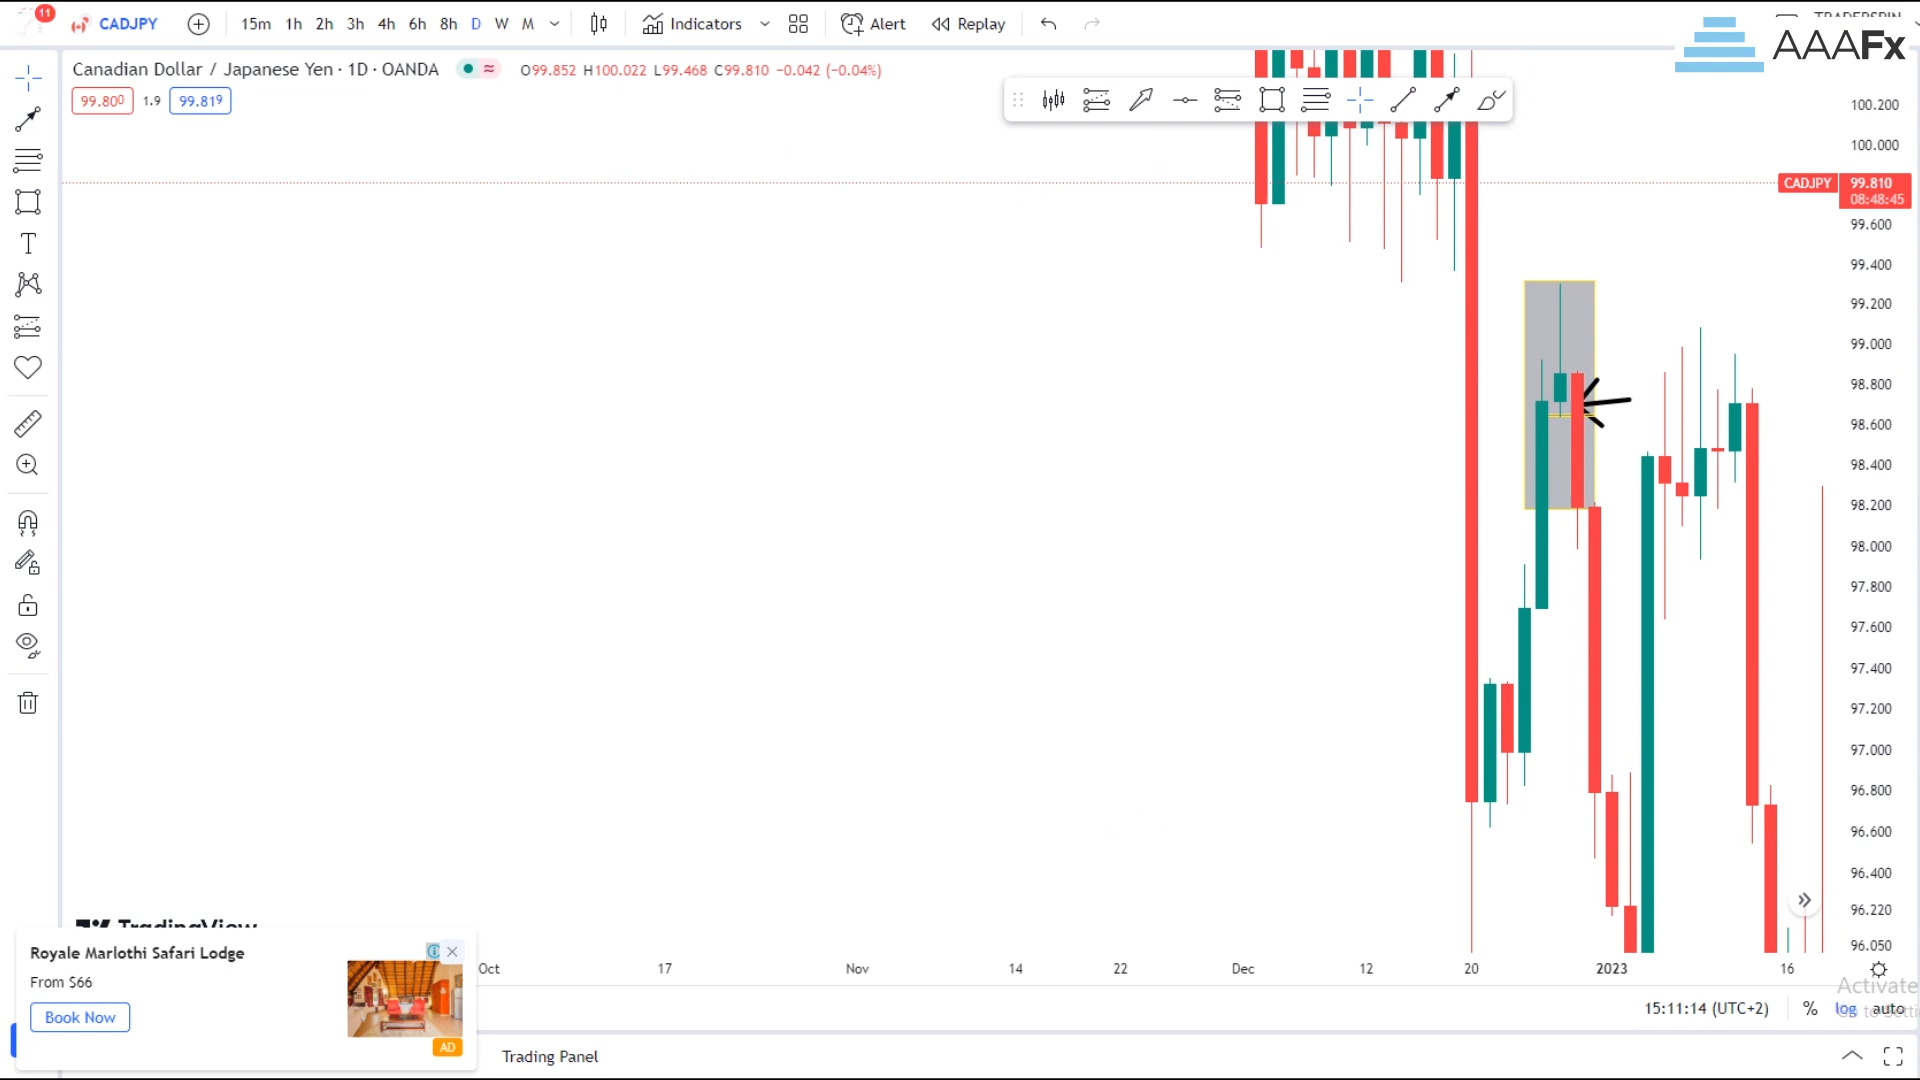 11
CADJPY
15m 1h 2h 3h 4h 6h 8h D W M
Indicators
Alert
Replay
AAAFx
Canadian Dollar / Japanese Yen · 1D · OANDA
O99.852 H100.022 L99.468 C99.810 −0.042 (−0.04%)
99.800 1.9 99.819
100.200
100.000
CADJPY 99.810
08:48:45
99.600
99.400
99.200
99.000
98.800
98.600
98.400
98.200
98.000
97.800
97.600
97.400
97.200
97.000
96.800
96.600
96.400
96.220
96.050
TradingView
Royale Marlothi Safari Lodge
From $66
Book Now
AD
Oct 17 Nov 14 22 Dec 12 20 2023 16
Activate
15:11:14 (UTC+2) % log auto
Trading Panel